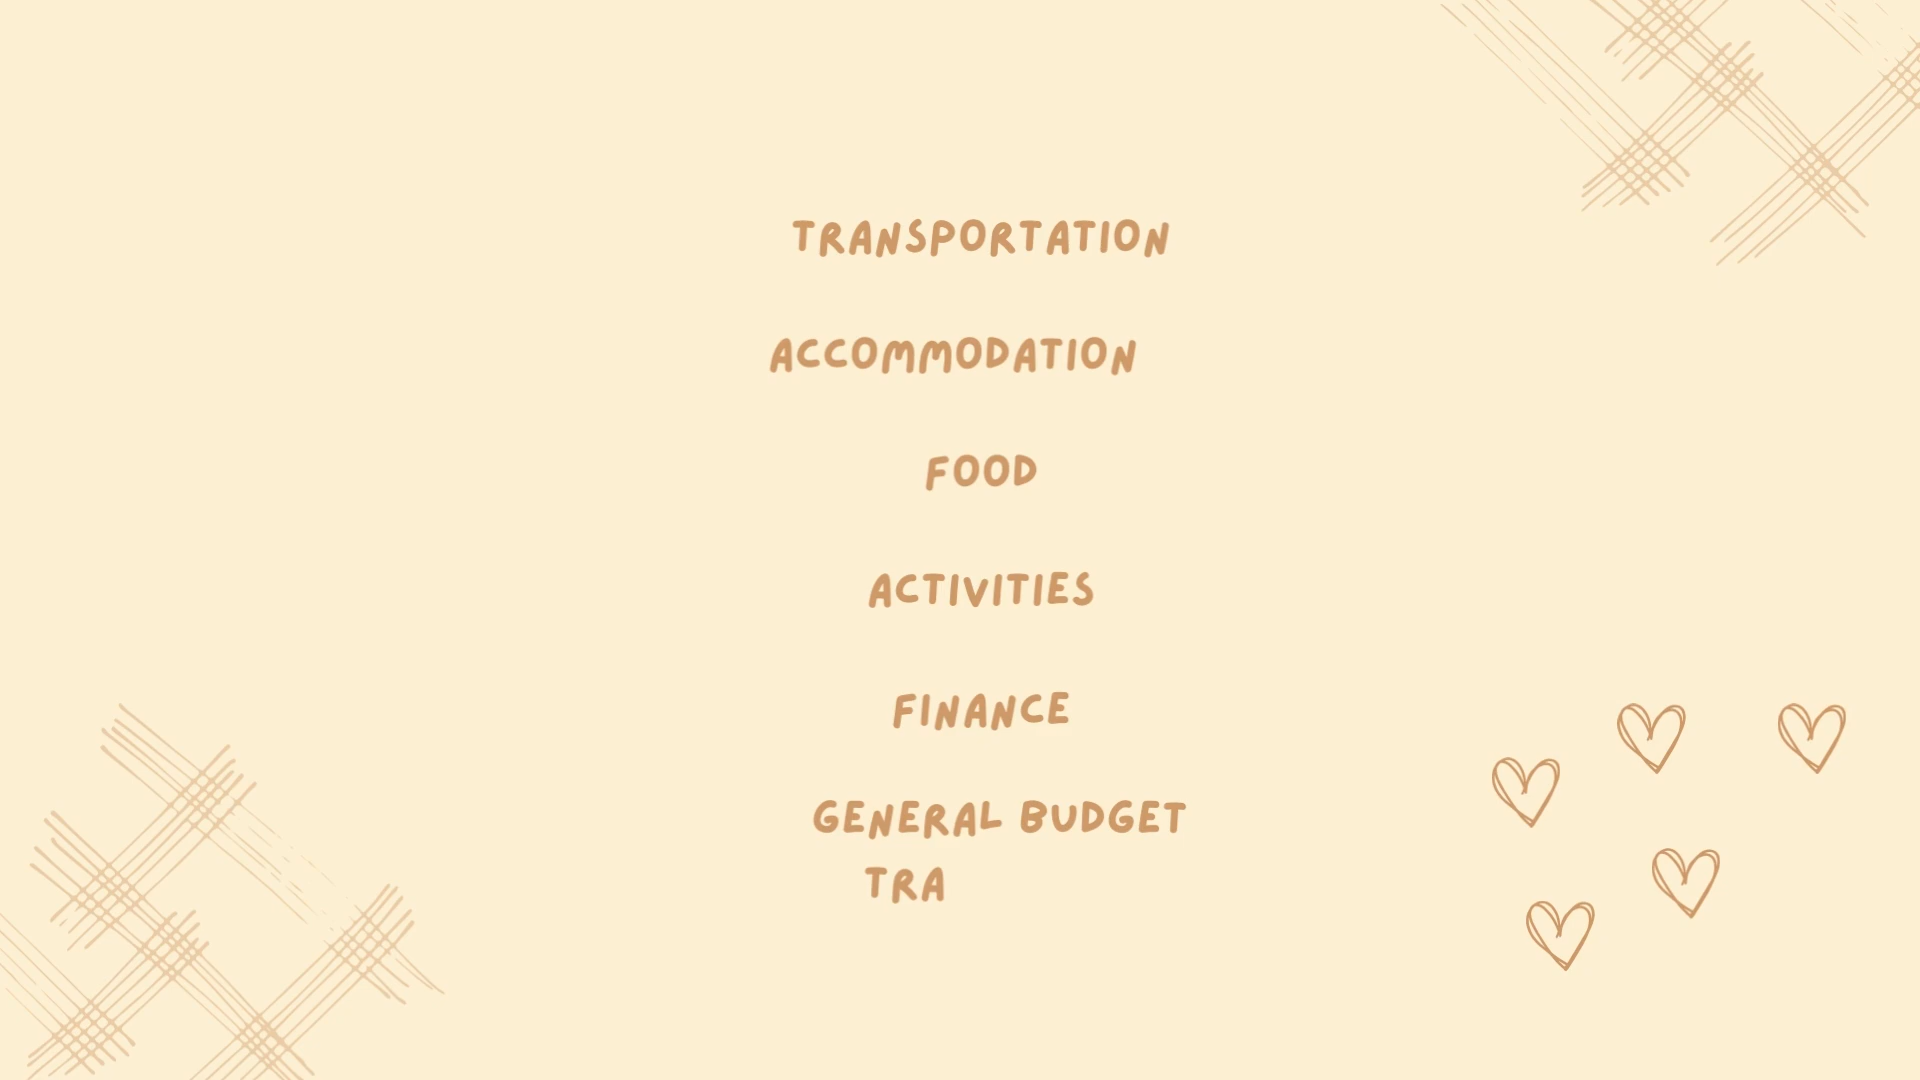 TRANSPORTATION
ACCOMMODATION
FOOD
ACTIVITIES
FINANCE
GENERAL BUDGET
TRA